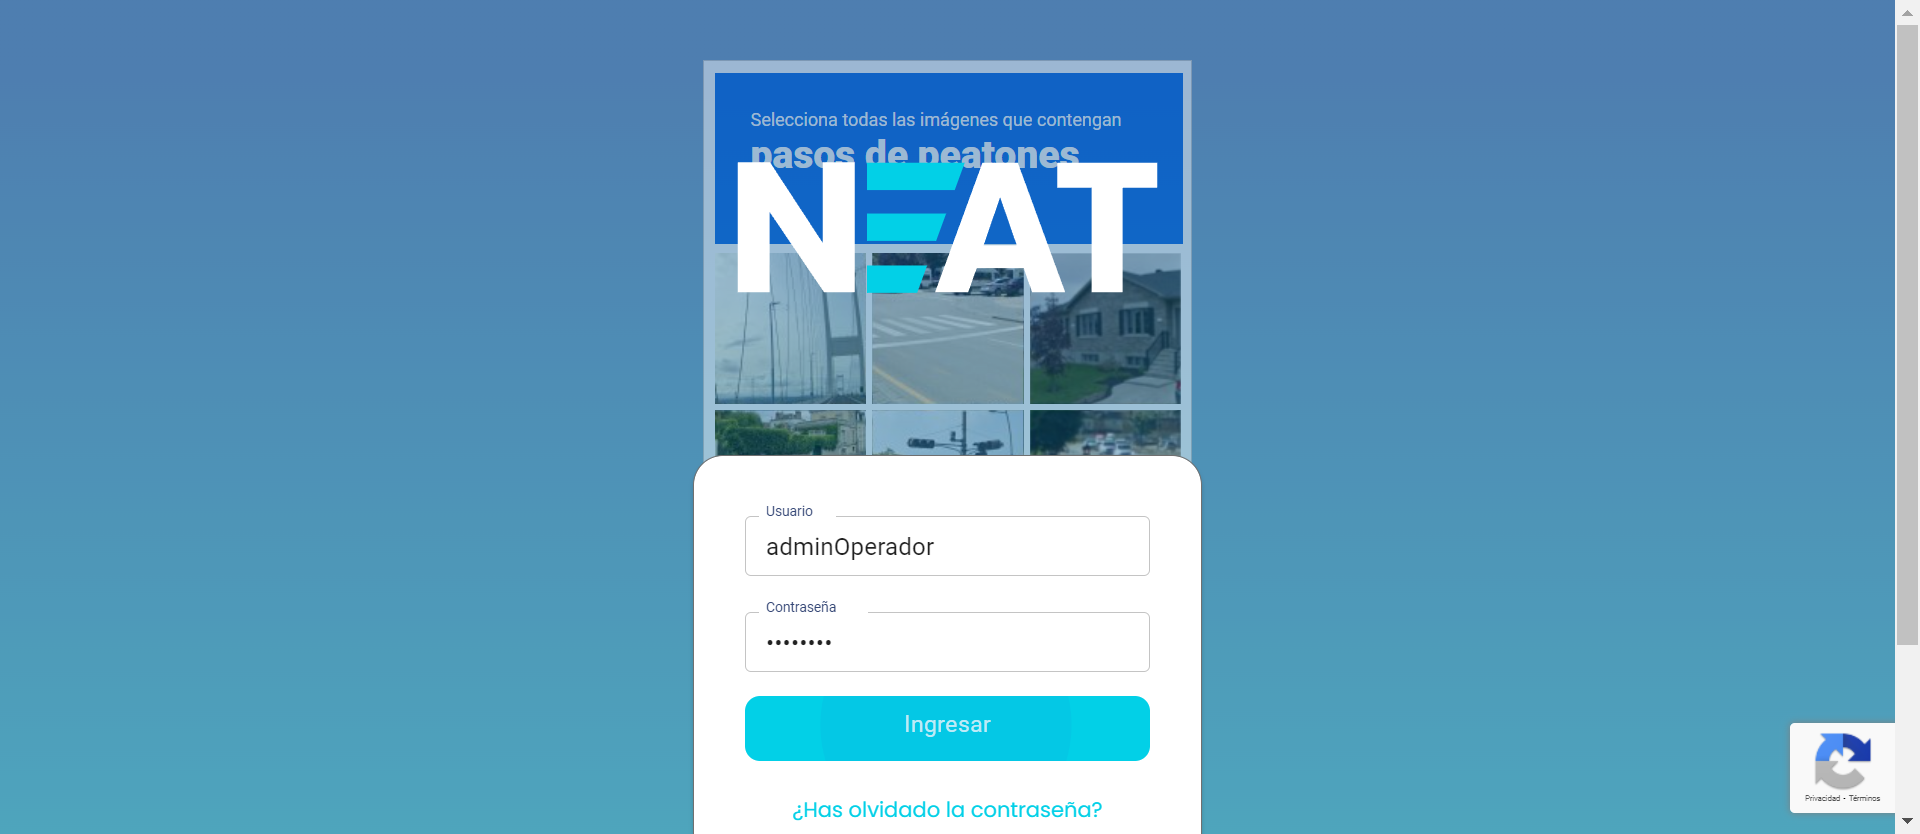 Selecciona todas las imágenes que contengan
pasos de peatones
NEAT
Usuario
adminOperador
Contraseña
••••••••
Ingresar
¿Has olvidado la contraseña?
Privacidad - Términos